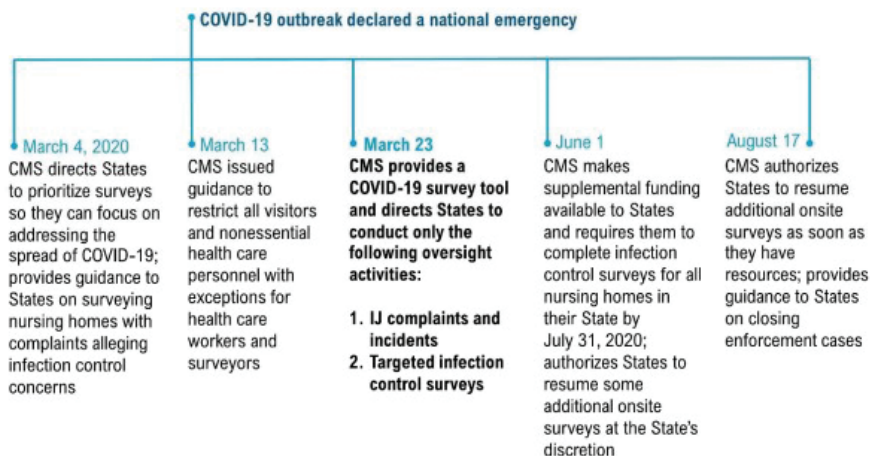 COVID-19 outbreak declared a national emergency
March 4, 2020
CMS directs States
to prioritize surveys
so they can focus on
addressing the
spread of COVID-19;
provides guidance to
States on surveying
nursing homes with
complaints alleging
infection control
concerns
March 13
CMS issued
guidance to
restrict all visitors
and nonessential
health care
personnel with
exceptions for
health care
workers and
surveyors
March 23
CMS provides a
COVID-19 survey tool
and directs States to
conduct only the
following oversight
activities:
1. IJ complaints and
incidents
2. Targeted infection
control surveys
June 1
CMS makes
supplemental funding
available to States
and requires them to
complete infection
control surveys for all
nursing homes in
their State by
July 31, 2020;
authorizes States to
resume some
additional onsite
surveys at the State's
discretion
August 17
CMS authorizes
States to resume
additional onsite
surveys as soon as
they have
resources; provides
guidance to States
on closing
enforcement cases